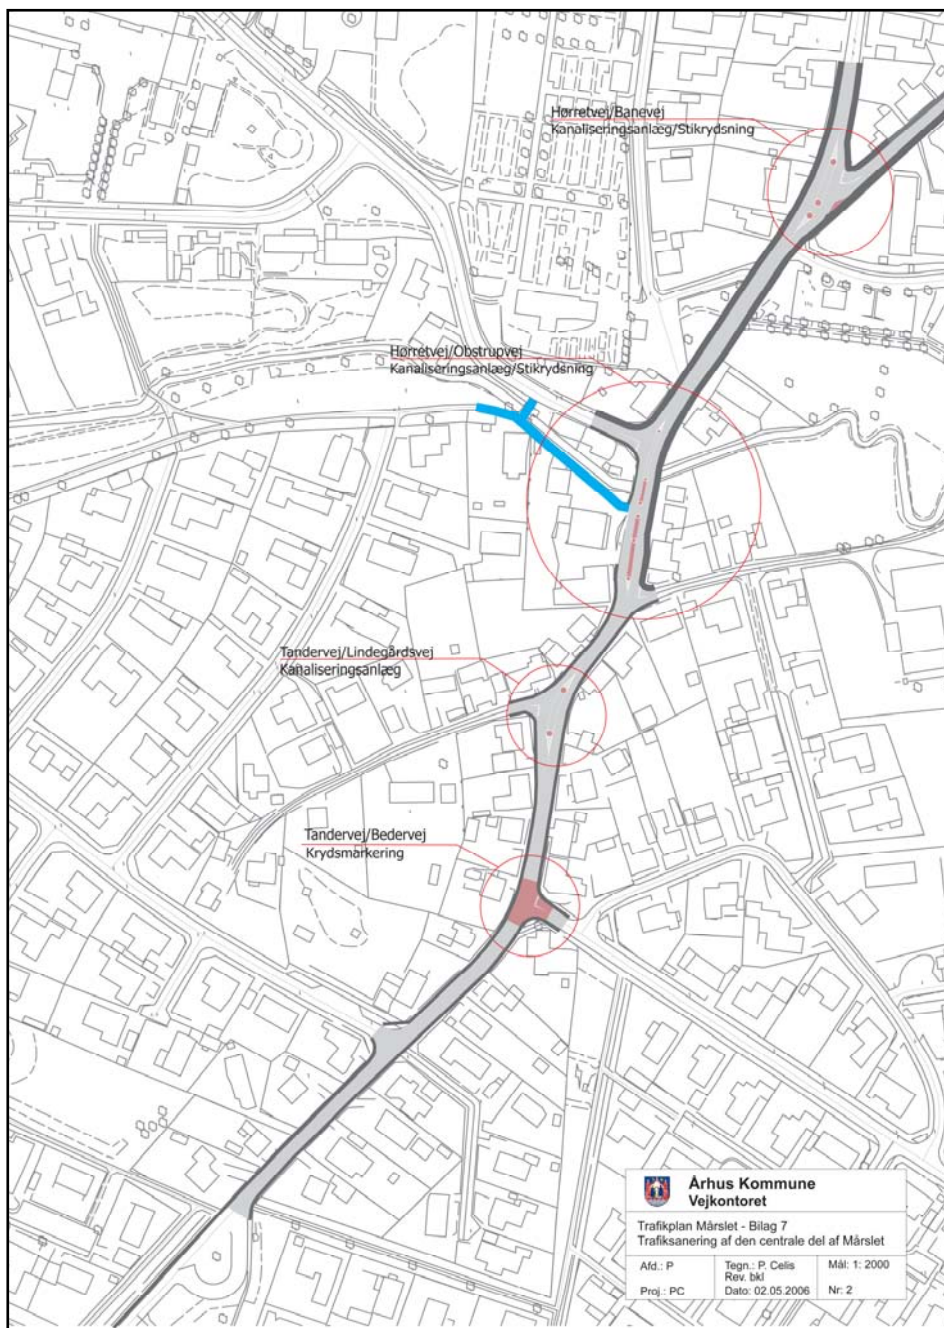 Hørretvej/Banevej
Kanaliseringsanlæg/Stikrydsning
Hørretvej/Obstrupvej
Kanaliseringsanlæg/Stikrydsning
Tandervej/Lindegårdsvej
Kanaliseringsanlæg
Tandervej/Bedervej
Krydsmarkering
Århus Kommune
Vejkontoret
Trafikplan Mårslet - Bilag 7
Trafiksanering af den centrale del af Mårslet
Afd.: P
Tegn.: P. Celis
Mål: 1: 2000
Rev. bkl
Proj.: PC
Dato: 02.05.2006
Nr: 2